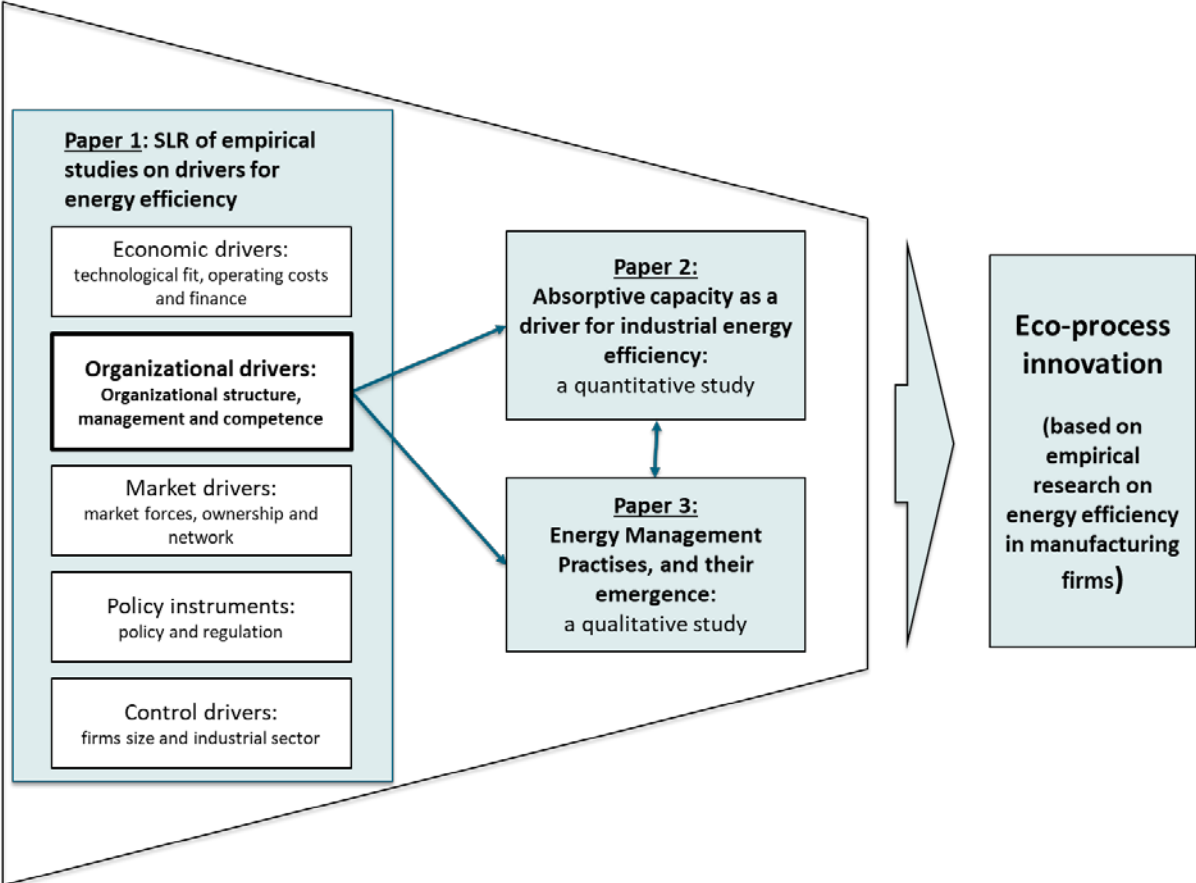 Paper 1: SLR of empirical
studies on drivers for
energy efficiency
Economic drivers:
technological fit, operating costs
and finance
Organizational drivers:
Organizational structure,
management and competence
Market drivers:
market forces, ownership and
network
Policy instruments:
policy and regulation
Control drivers:
firms size and industrial sector
Paper 2:
Absorptive capacity as a
driver for industrial energy
efficiency:
a quantitative study
Paper 3:
Energy Management
Practises, and their
emergence:
a qualitative study
Eco-process
innovation
(based on
empirical
research on
energy efficiency
in manufacturing
firms)